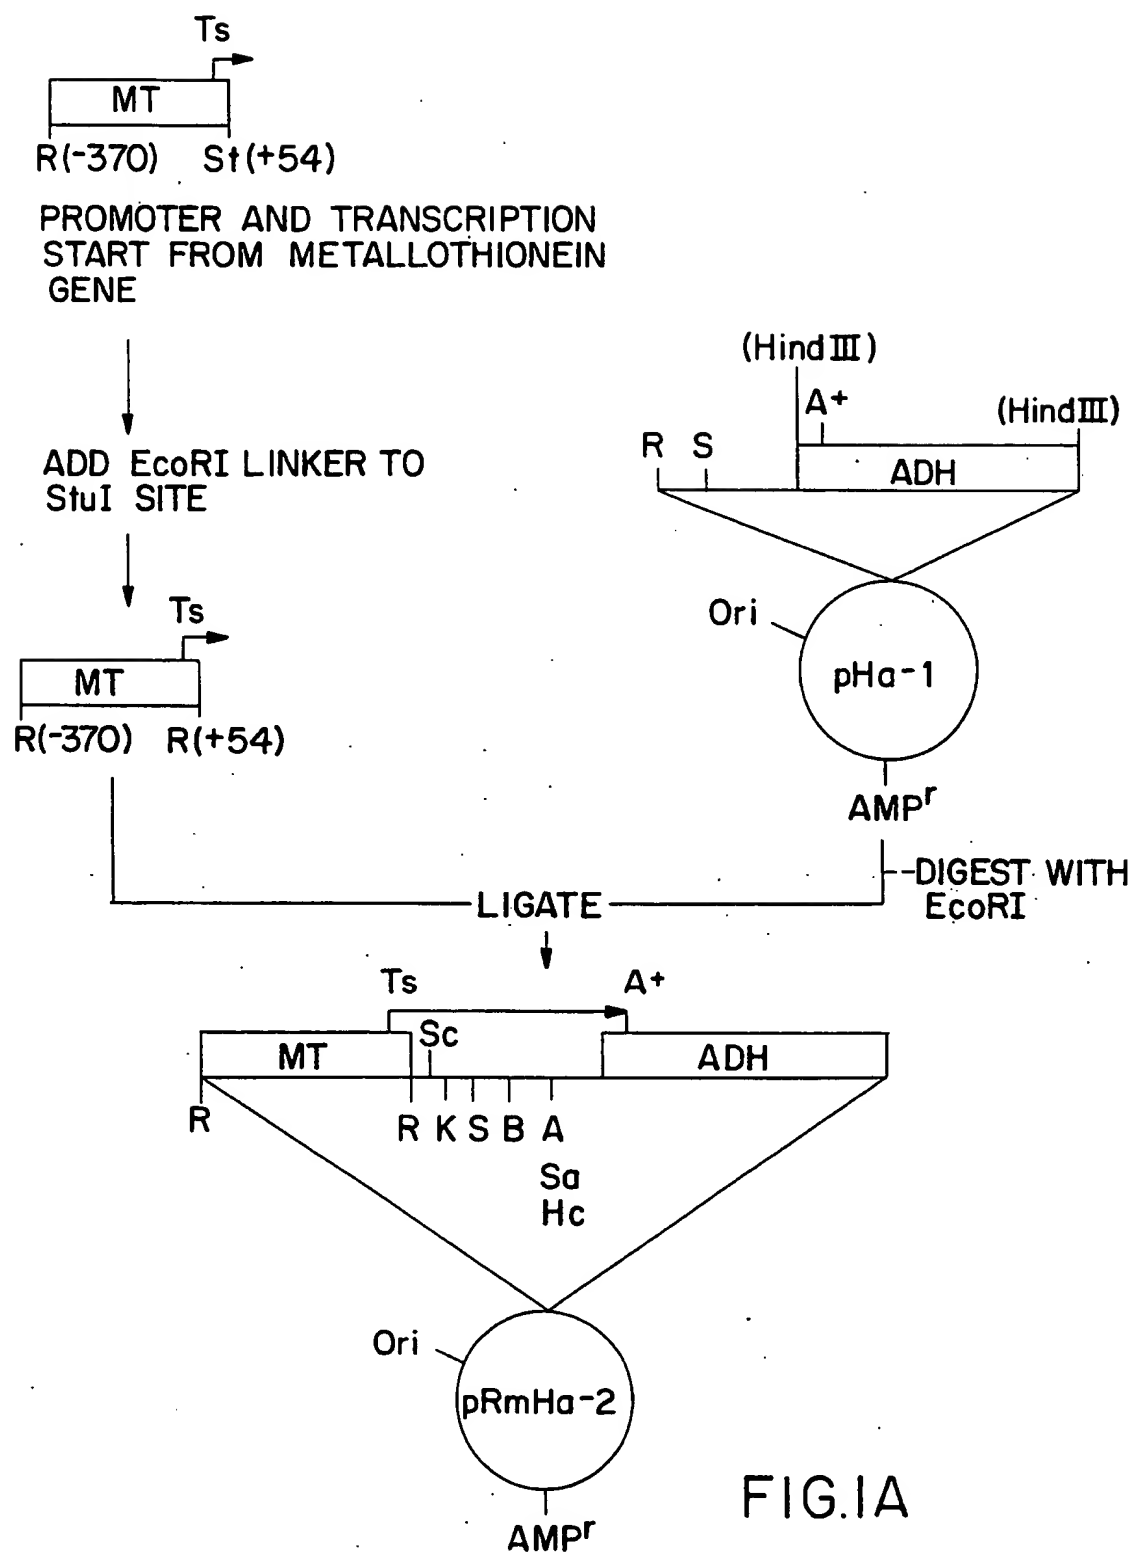 Ts
MT
R(-370) St(+54)
PROMOTER AND TRANSCRIPTION
START FROM METALLOTHIONEIN
GENE
ADD EcoRI LINKER TO
StuI SITE
Ts
MT
R(-370) R(+54)
(HindIII)
A+
(HindIII)
R S
ADH
Ori
pHa-1
AMPr
DIGEST WITH
EcoRI
LIGATE
Ts
A+
Sc
MT
ADH
R
R K S B A
Sa
Hc
Ori
pRmHa-2
AMPr
FIG.1A